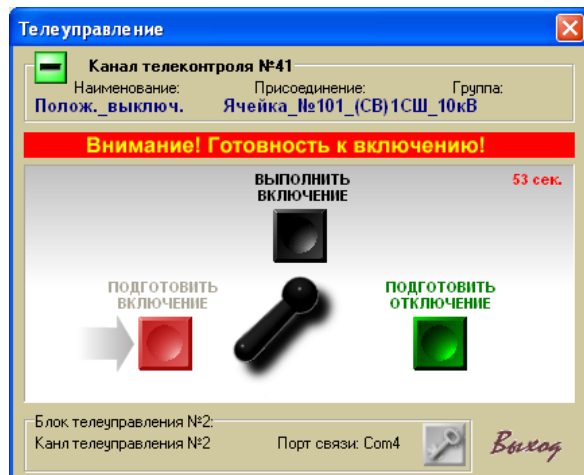 Телеуправление
Канал телеконтроля №41
Наименование: Присоединение: Группа:
Полож._выключ. Ячейка_№101_(СВ)1СШ_10кВ
Внимание! Готовность к включению!
53 сек.
ВЫПОЛНИТЬ
ВКЛЮЧЕНИЕ
ПОДГОТОВИТЬ
ВКЛЮЧЕНИЕ
ПОДГОТОВИТЬ
ОТКЛЮЧЕНИЕ
Блок телеуправления №2:
Канл телеуправления №2 Порт связи: Com4
Выход